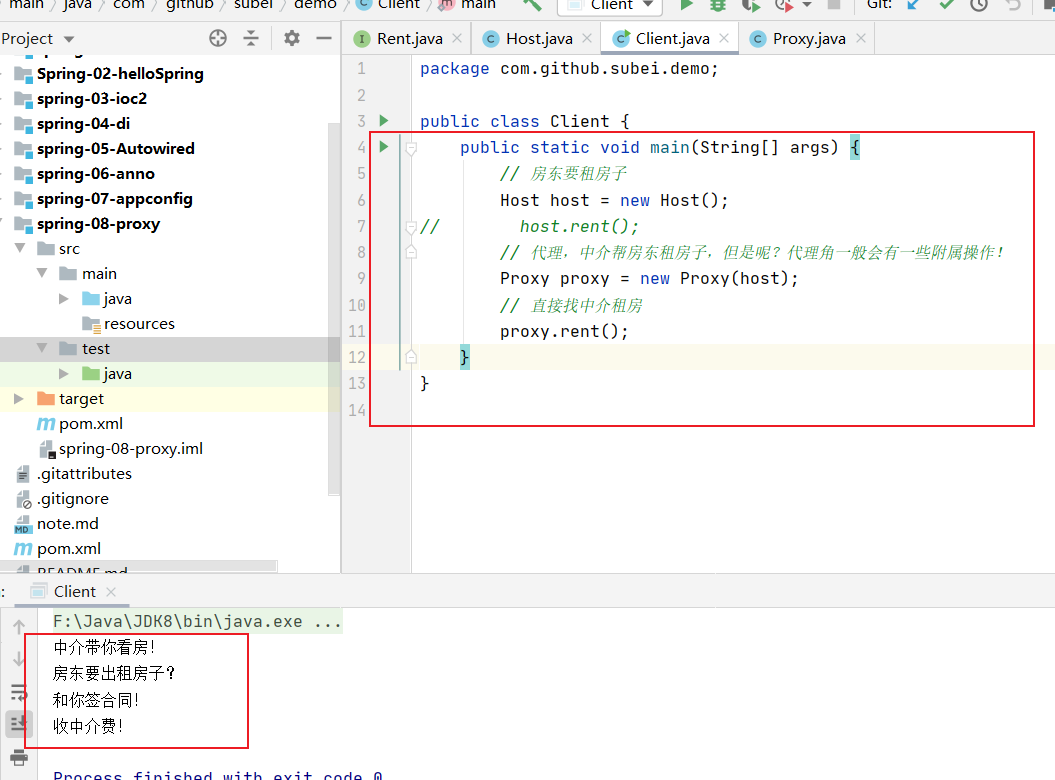 main
java
com
github
subei
demo
Client
main
Client
Git:
Project
Rent.java
Host.java
Client.java
Proxy.java
Spring-02-helloSpring
spring-03-ioc2
spring-04-di
spring-05-Autowired
spring-06-anno
spring-07-appconfig
spring-08-proxy
src
main
java
resources
test
java
target
pom.xml
spring-08-proxy.iml
.gitattributes
.gitignore
note.md
pom.xml
README.md
1 package com.github.subei.demo;
2
3 public class Client {
4 public static void main(String[] args) {
5 // 房东要租房子
6 Host host = new Host();
7 // host.rent();
8 // 代理，中介帮房东租房子，但是呢？代理角一般会有一些附属操作！
9 Proxy proxy = new Proxy(host);
10 // 直接找中介租房
11 proxy.rent();
12 }
13 }
14
: Client
F:\Java\JDK8\bin\java.exe ...
中介带你看房！
房东要出租房子？
和你签合同！
收中介费！
Process finished with exit code 0